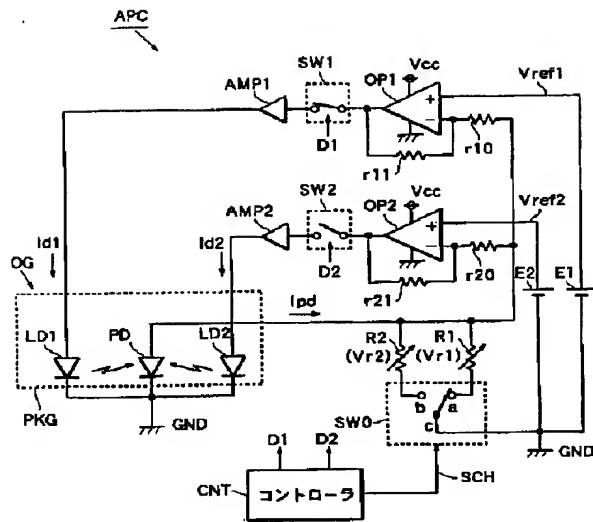 APC
SW1
OP1
Vcc
Vref1
AMP1
D1
r10
r11
SW2
OP2
Vcc
Vref2
AMP2
D2
r20
r21
E2
E1
Id1
Id2
OG
Ipd
LD1
PD
LD2
R2
(Vr2)
R1
(Vr1)
b
a
c
SW0
PKG
GND
GND
D1
D2
SCH
CNT
コントローラ